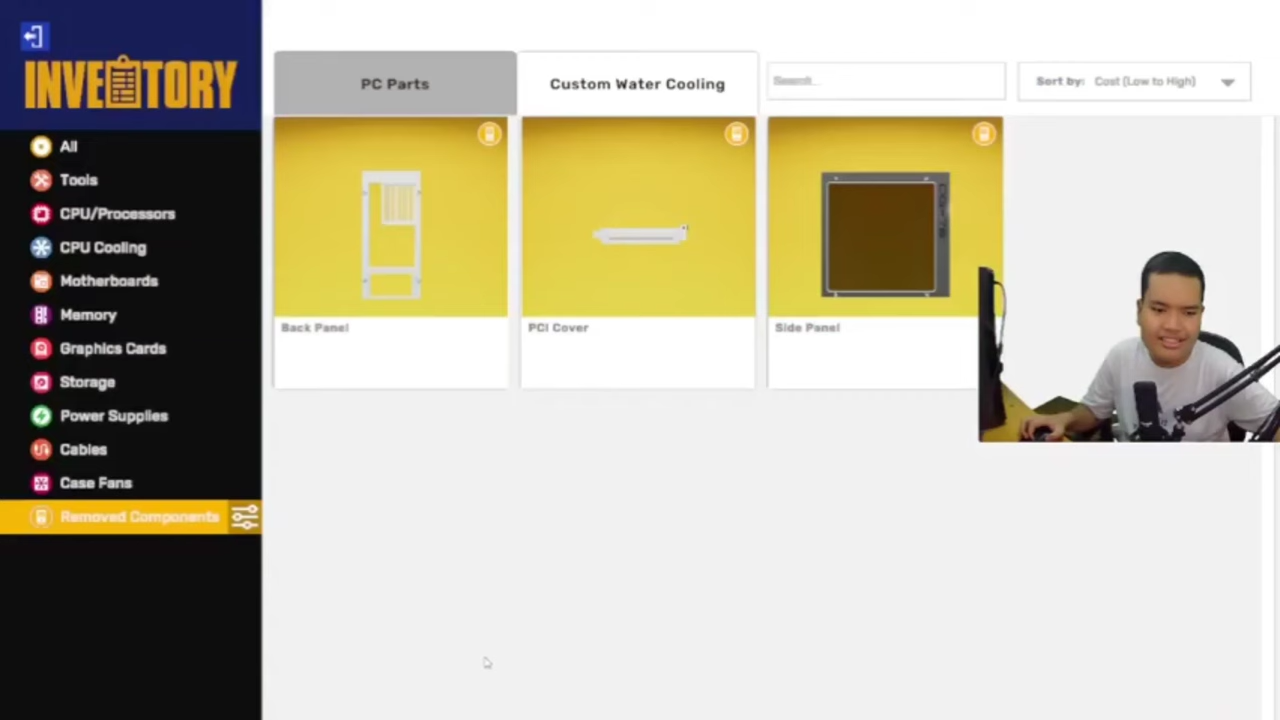 INVENTORY
All
Tools
CPU/Processors
CPU Cooling
Motherboards
Memory
Graphics Cards
Storage
Power Supplies
Cables
Case Fans
Removed Components
PC Parts
Custom Water Cooling
Search...
Sort by: Cost (Low to High)
Back Panel
PCI Cover
Side Panel